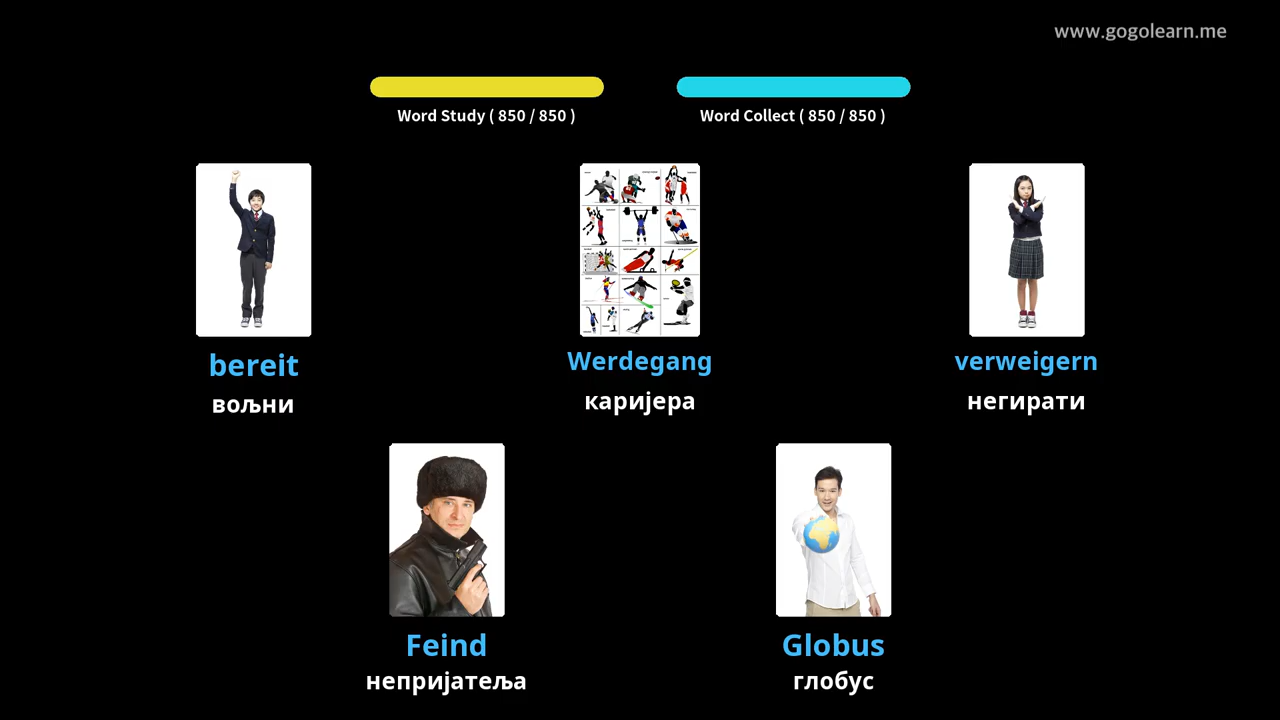 www.gogolearn.me
Word Study ( 850 / 850 )
Word Collect ( 850 / 850 )
bereit
вољни
Werdegang
каријера
verweigern
негирати
Feind
непријатеља
Globus
глобус